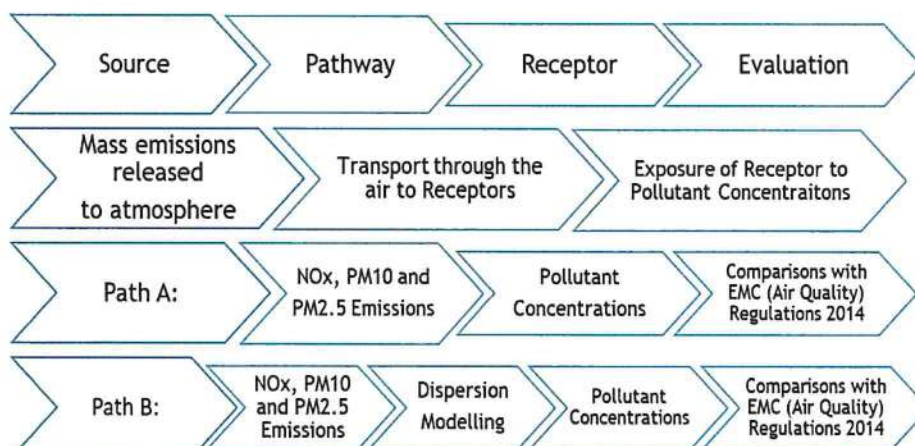 Source
Pathway
Receptor
Evaluation
Mass emissions
released
to atmosphere
Transport through the
air to Receptors
Exposure of Receptor to
Pollutant Concentraitons
Path A:
NOx, PM10 and
PM2.5 Emissions
Pollutant
Concentrations
Comparisons with
EMC (Air Quality)
Regulations 2014
Path B:
NOx, PM10
and PM2.5
Emissions
Dispersion
Modelling
Pollutant
Concentrations
Comparisons with
EMC (Air Quality)
Regulations 2014